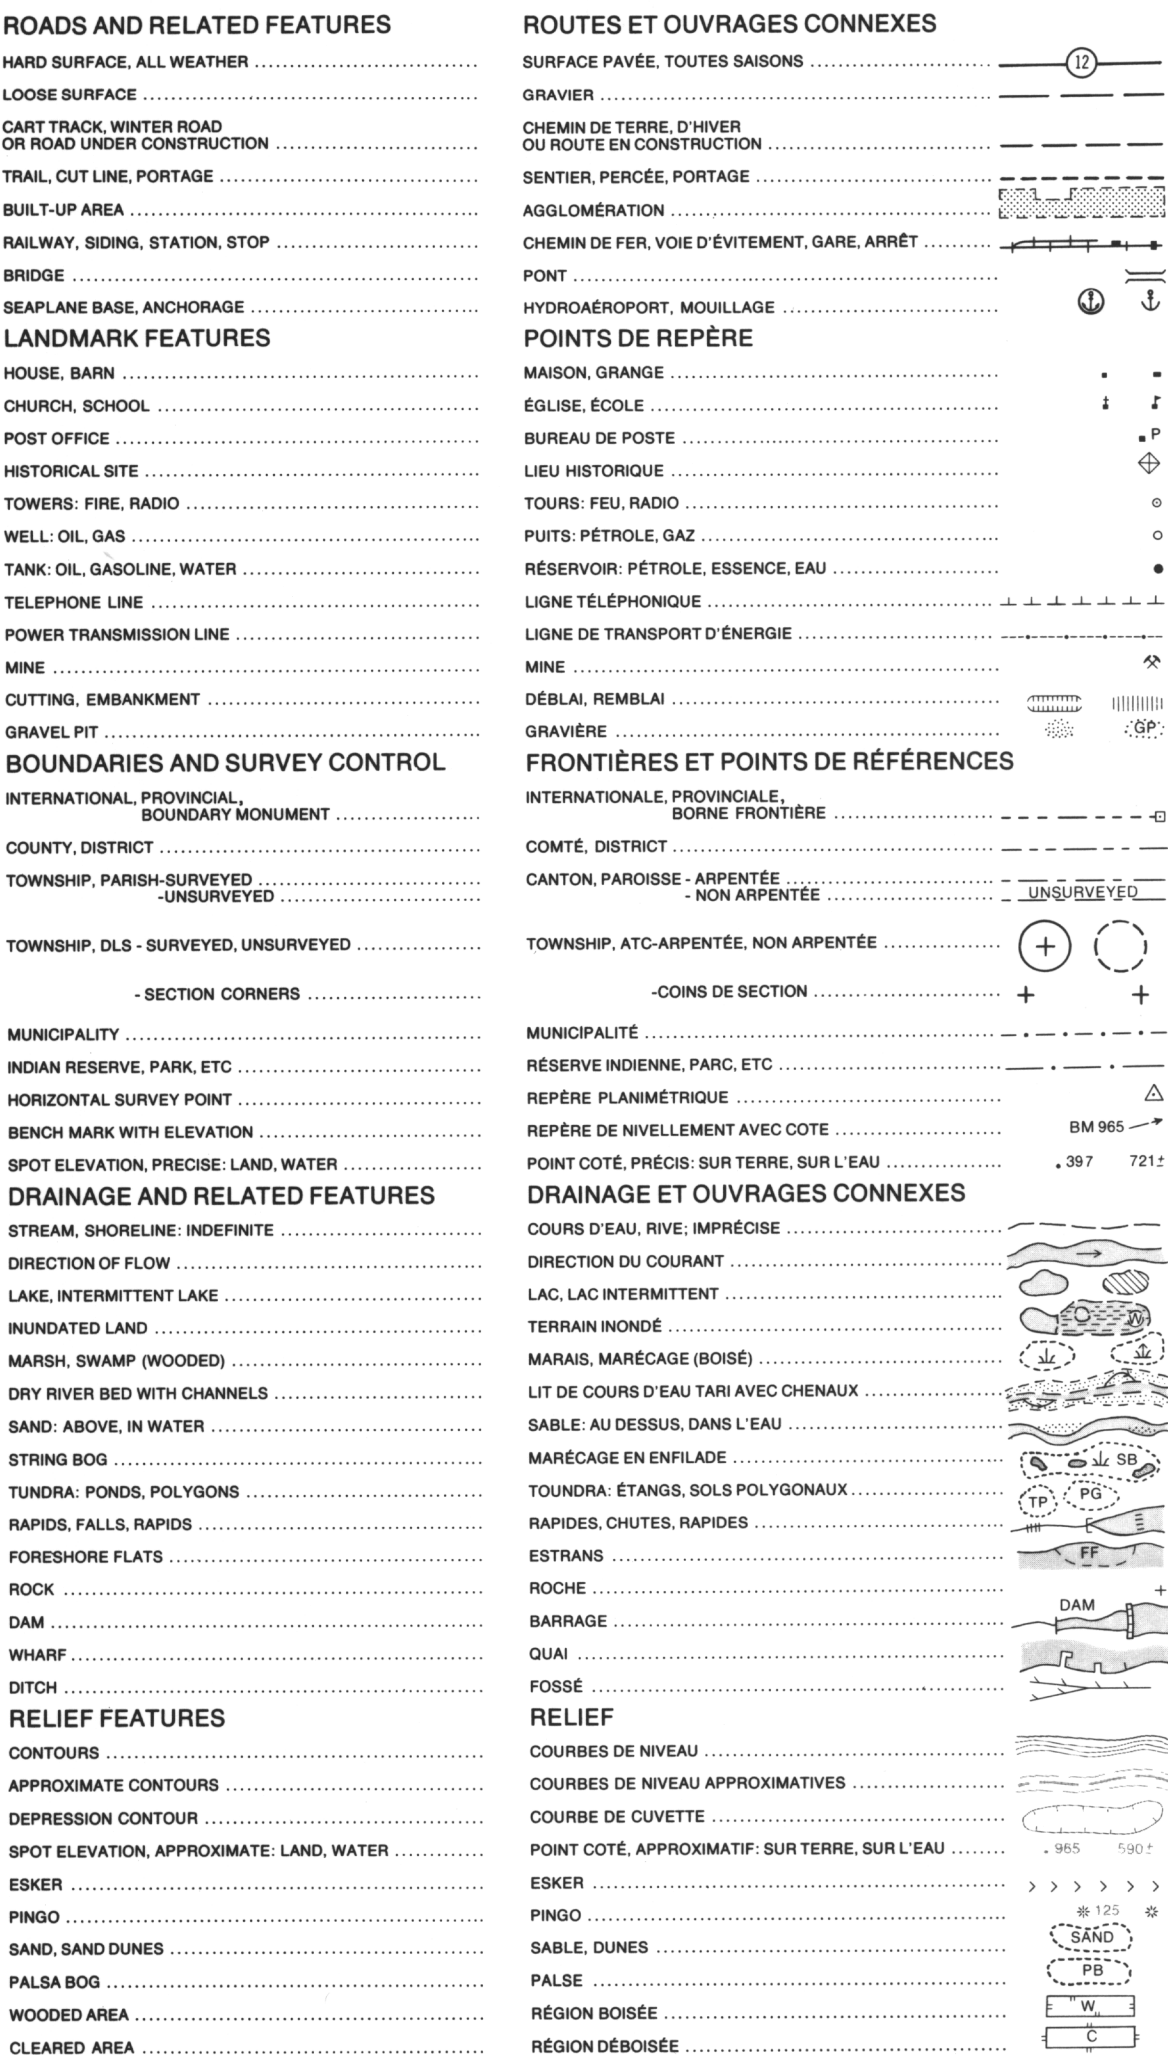 ROADS AND RELATED FEATURES
HARD SURFACE, ALL WEATHER
LOOSE SURFACE
CART TRACK, WINTER ROAD
OR ROAD UNDER CONSTRUCTION
TRAIL, CUT LINE, PORTAGE
BUILT-UP AREA
RAILWAY, SIDING, STATION, STOP
BRIDGE
SEAPLANE BASE, ANCHORAGE
LANDMARK FEATURES
HOUSE, BARN
CHURCH, SCHOOL
POST OFFICE
HISTORICAL SITE
TOWERS: FIRE, RADIO
WELL: OIL, GAS
TANK: OIL, GASOLINE, WATER
TELEPHONE LINE
POWER TRANSMISSION LINE
MINE
CUTTING, EMBANKMENT
GRAVEL PIT
BOUNDARIES AND SURVEY CONTROL
INTERNATIONAL, PROVINCIAL,
BOUNDARY MONUMENT
COUNTY, DISTRICT
TOWNSHIP, PARISH-SURVEYED
-UNSURVEYED
TOWNSHIP, DLS - SURVEYED, UNSURVEYED
- SECTION CORNERS
MUNICIPALITY
INDIAN RESERVE, PARK, ETC
HORIZONTAL SURVEY POINT
BENCH MARK WITH ELEVATION
SPOT ELEVATION, PRECISE: LAND, WATER
DRAINAGE AND RELATED FEATURES
STREAM, SHORELINE: INDEFINITE
DIRECTION OF FLOW
LAKE, INTERMITTENT LAKE
INUNDATED LAND
MARSH, SWAMP (WOODED)
DRY RIVER BED WITH CHANNELS
SAND: ABOVE, IN WATER
STRING BOG
TUNDRA: PONDS, POLYGONS
RAPIDS, FALLS, RAPIDS
FORESHORE FLATS
ROCK
DAM
WHARF
DITCH
RELIEF FEATURES
CONTOURS
APPROXIMATE CONTOURS
DEPRESSION CONTOUR
SPOT ELEVATION, APPROXIMATE: LAND, WATER
ESKER
PINGO
SAND, SAND DUNES
PALSA BOG
WOODED AREA
CLEARED AREA
ROUTES ET OUVRAGES CONNEXES
SURFACE PAVÉE, TOUTES SAISONS 12
GRAVIER
CHEMIN DE TERRE, D'HIVER
OU ROUTE EN CONSTRUCTION
SENTIER, PERCÉE, PORTAGE
AGGLOMÉRATION
CHEMIN DE FER, VOIE D'ÉVITEMENT, GARE, ARRÊT
PONT
HYDROAÉROPORT, MOUILLAGE
POINTS DE REPÈRE
MAISON, GRANGE
ÉGLISE, ÉCOLE
BUREAU DE POSTE P
LIEU HISTORIQUE
TOURS: FEU, RADIO
PUITS: PÉTROLE, GAZ
RÉSERVOIR: PÉTROLE, ESSENCE, EAU
LIGNE TÉLÉPHONIQUE
LIGNE DE TRANSPORT D'ÉNERGIE
MINE
DÉBLAI, REMBLAI
GRAVIÈRE GP
FRONTIÈRES ET POINTS DE RÉFÉRENCES
INTERNATIONALE, PROVINCIALE,
BORNE FRONTIÈRE
COMTÉ, DISTRICT
CANTON, PAROISSE - ARPENTÉE
- NON ARPENTÉE UNSURVEYED
TOWNSHIP, ATC-ARPENTÉE, NON ARPENTÉE
-COINS DE SECTION
MUNICIPALITÉ
RÉSERVE INDIENNE, PARC, ETC
REPÈRE PLANIMÉTRIQUE
REPÈRE DE NIVELLEMENT AVEC COTE BM 965
POINT COTÉ, PRÉCIS: SUR TERRE, SUR L'EAU .397 721±
DRAINAGE ET OUVRAGES CONNEXES
COURS D'EAU, RIVE; IMPRÉCISE
DIRECTION DU COURANT
LAC, LAC INTERMITTENT
TERRAIN INONDÉ W
MARAIS, MARÉCAGE (BOISÉ)
LIT DE COURS D'EAU TARI AVEC CHENAUX
SABLE: AU DESSUS, DANS L'EAU
MARÉCAGE EN ENFILADE SB
TOUNDRA: ÉTANGS, SOLS POLYGONAUX TP PG
RAPIDES, CHUTES, RAPIDES
ESTRANS FF
ROCHE
BARRAGE DAM
QUAI
FOSSÉ
RELIEF
COURBES DE NIVEAU
COURBES DE NIVEAU APPROXIMATIVES
COURBE DE CUVETTE
POINT COTÉ, APPROXIMATIF: SUR TERRE, SUR L'EAU .965 590±
ESKER
PINGO 125
SABLE, DUNES SAND
PALSE PB
RÉGION BOISÉE W
RÉGION DÉBOISÉE C